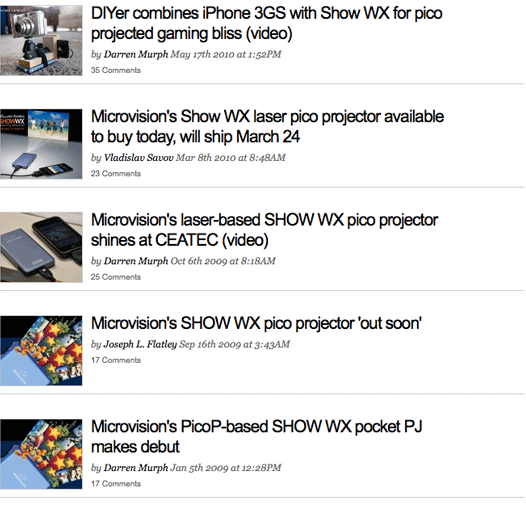 DIYer combines iPhone 3GS with Show WX for pico
projected gaming bliss (video)
by Darren Murph May 17th 2010 at 1:52PM
35 Comments
Microvision's Show WX laser pico projector available
to buy today, will ship March 24
by Vladislav Savov Mar 8th 2010 at 8:48AM
23 Comments
Microvision's laser-based SHOW WX pico projector
shines at CEATEC (video)
by Darren Murph Oct 6th 2009 at 8:18AM
25 Comments
Microvision's SHOW WX pico projector 'out soon'
by Joseph L. Flatley Sep 16th 2009 at 3:43AM
17 Comments
Microvision's PicoP-based SHOW WX pocket PJ
makes debut
by Darren Murph Jan 5th 2009 at 12:28PM
17 Comments